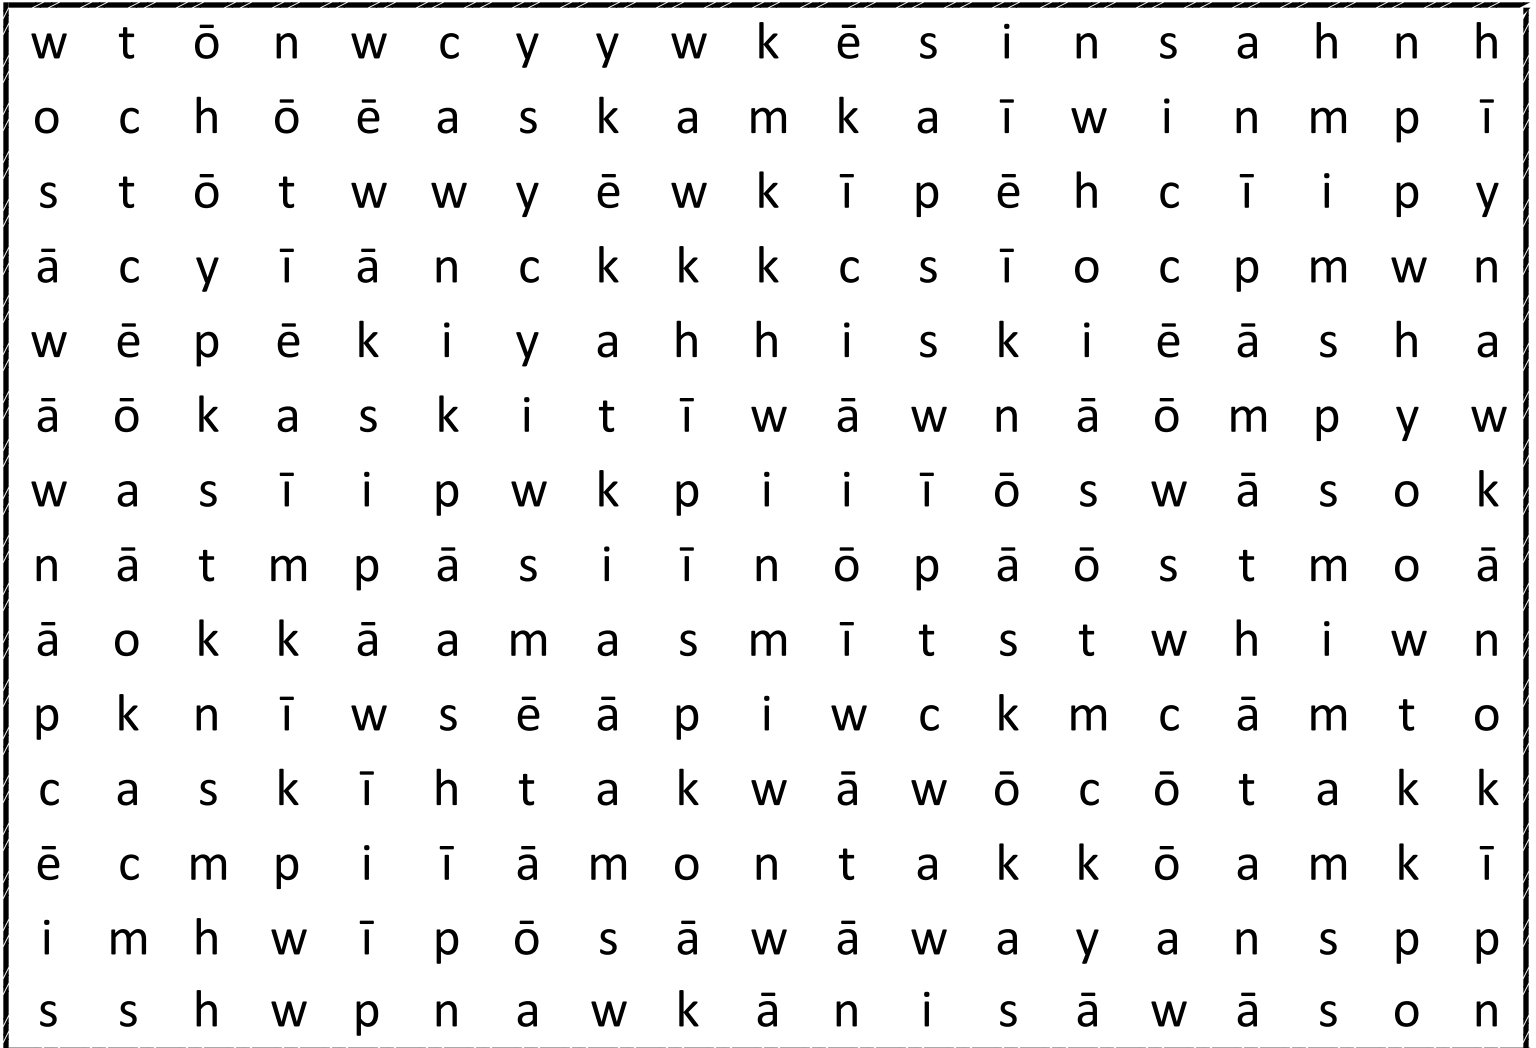 w t ō n w c y y w k ē s i n s a h n h
o c h ō ē a s k a m k a ī w i n m p ī
s t ō t w w y ē w k ī p ē h c ī i p y
ā c y ī ā n c k k k c s ī o c p m w n
w ē p ē k i y a h h i s k i ē ā s h a
ā ō k a s k i t ī w ā w n ā ō m p y w
w a s ī i p w k p i i ī ō s w ā s o k
n ā t m p ā s i ī n ō p ā ō s t m o ā
ā o k k ā a m a s m ī t s t w h i w n
p k n ī w s ē ā p i w c k m c ā m t o
c a s k ī h t a k w ā w ō c ō t a k k
ē c m p i ī ā m o n t a k k ō a m k ī
i m h w ī p ō s ā w ā w a y a n s p p
s s h w p n a w k ā n i s ā w ā s o n